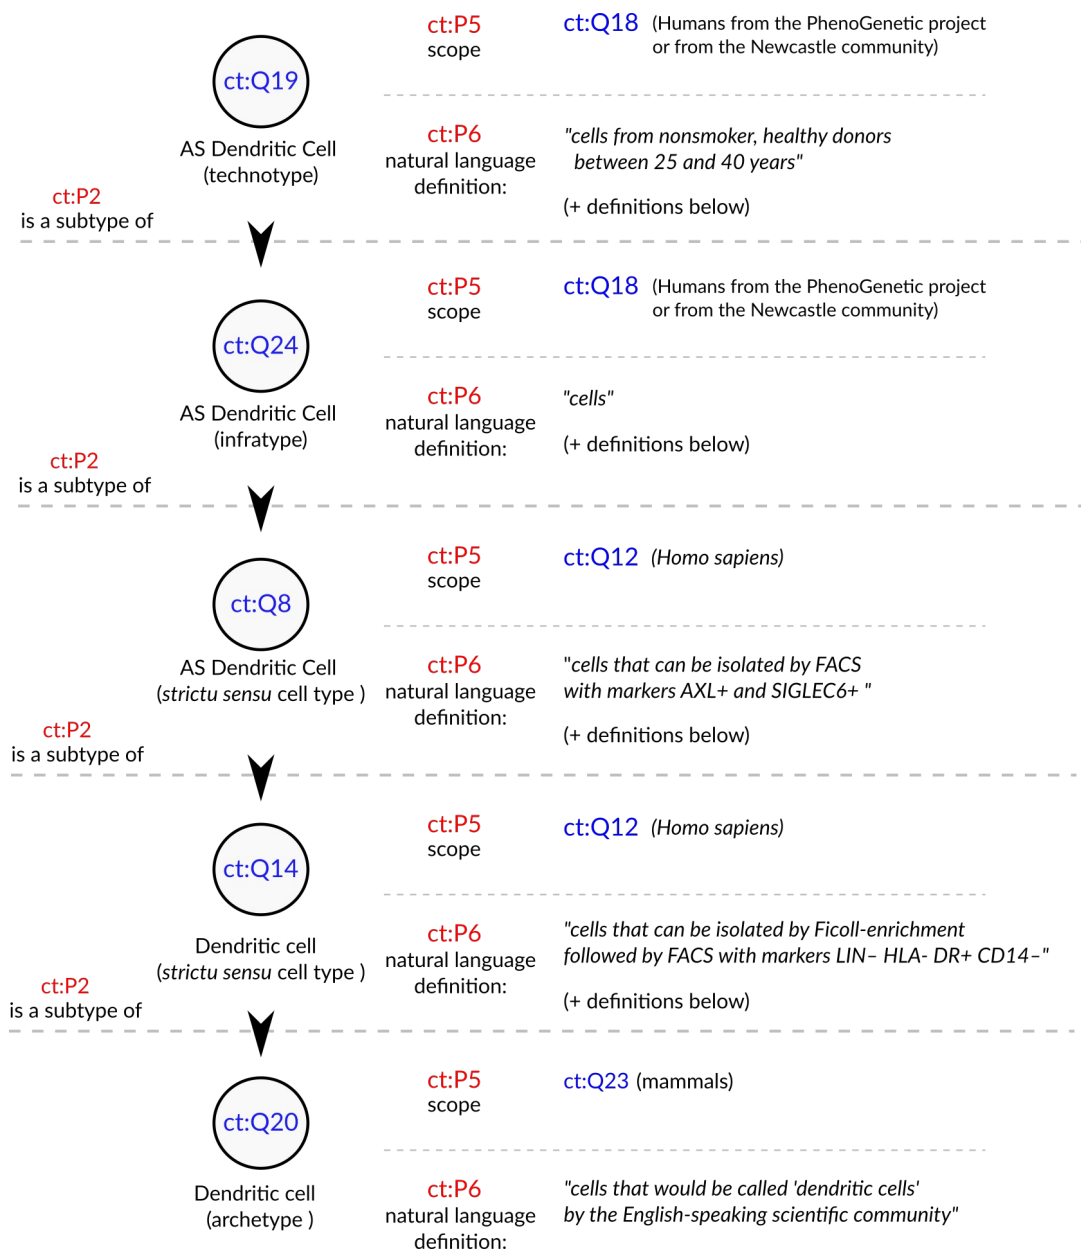 ct:P5
scope
ct:Q18 (Humans from the PhenoGenetic project
or from the Newcastle community)
ct:Q19
AS Dendritic Cell
(technotype)
ct:P6
natural language
definition:
"cells from nonsmoker, healthy donors
between 25 and 40 years"
(+ definitions below)
ct:P2
is a subtype of
ct:P5
scope
ct:Q18 (Humans from the PhenoGenetic project
or from the Newcastle community)
ct:Q24
AS Dendritic Cell
(infratype)
ct:P6
natural language
definition:
"cells"
(+ definitions below)
ct:P2
is a subtype of
ct:P5
scope
ct:Q12 (Homo sapiens)
ct:Q8
AS Dendritic Cell
(strictu sensu cell type )
ct:P6
natural language
definition:
"cells that can be isolated by FACS
with markers AXL+ and SIGLEC6+ "
(+ definitions below)
ct:P2
is a subtype of
ct:P5
scope
ct:Q12 (Homo sapiens)
ct:Q14
Dendritic cell
(strictu sensu cell type )
ct:P6
natural language
definition:
"cells that can be isolated by Ficoll-enrichment
followed by FACS with markers LIN– HLA- DR+ CD14–"
(+ definitions below)
ct:P2
is a subtype of
ct:P5
scope
ct:Q23 (mammals)
ct:Q20
Dendritic cell
(archetype )
ct:P6
natural language
definition:
"cells that would be called 'dendritic cells'
by the English-speaking scientific community"